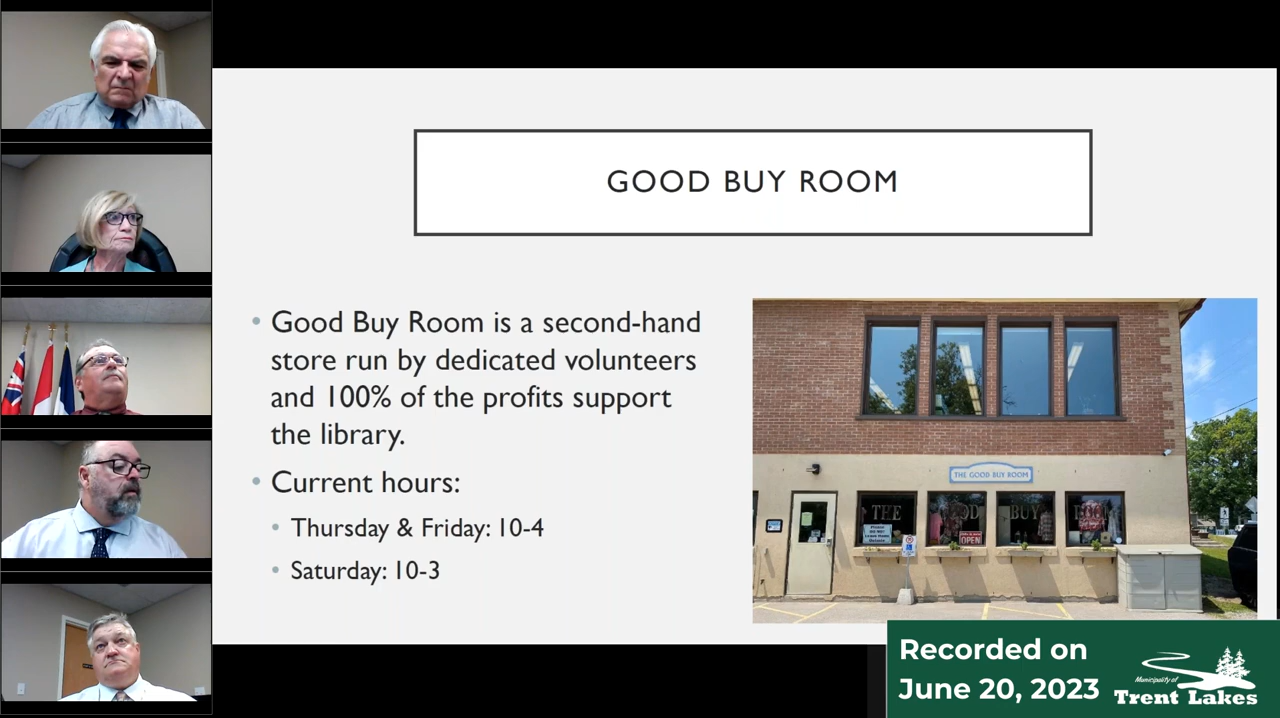 GOOD BUY ROOM
• Good Buy Room is a second-hand
store run by dedicated volunteers
and 100% of the profits support
the library.
• Current hours:
• Thursday & Friday: 10-4
• Saturday: 10-3
THE GOOD BUY ROOM
THE GOOD BUY ROOM
OPEN
Recorded on
June 20, 2023
Municipality of
Trent Lakes